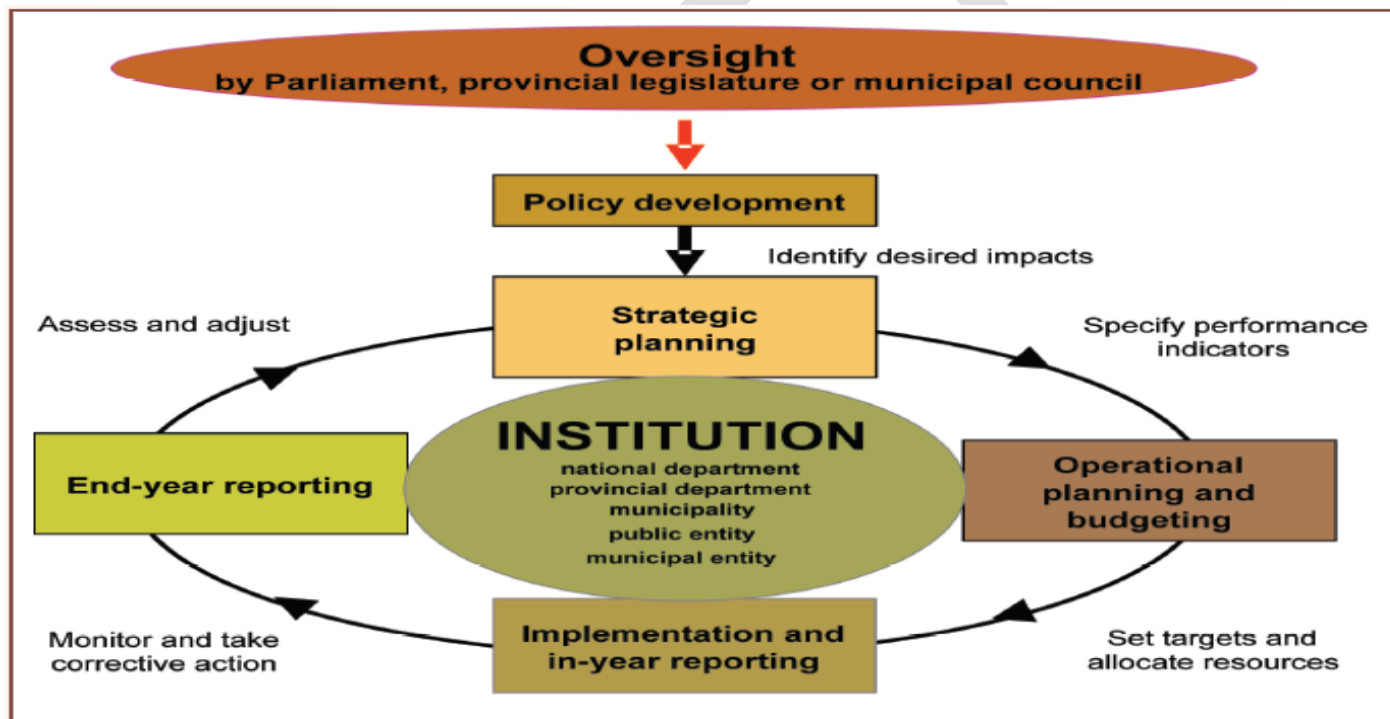 Oversight
by Parliament, provincial legislature or municipal council
Policy development
Identify desired impacts
Strategic
planning
Assess and adjust
Specify performance
indicators
INSTITUTION
national department
provincial department
municipality
public entity
municipal entity
End-year reporting
Operational
planning and
budgeting
Implementation and
in-year reporting
Monitor and take
corrective action
Set targets and
allocate resources